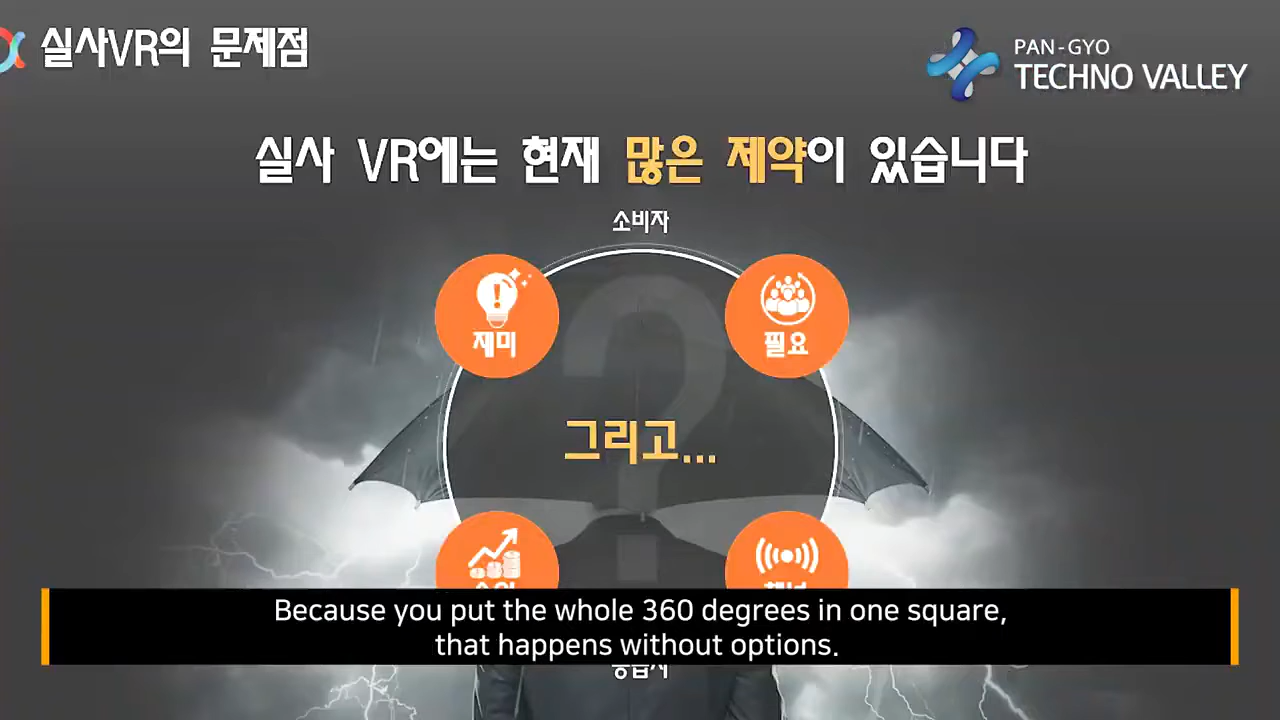 실사VR의 문제점
PAN-GYO
TECHNO VALLEY
실사 VR에는 현재 많은 제약이 있습니다
소비자
재미
필요
그리고...
Because you put the whole 360 degrees in one square,
that happens without options.